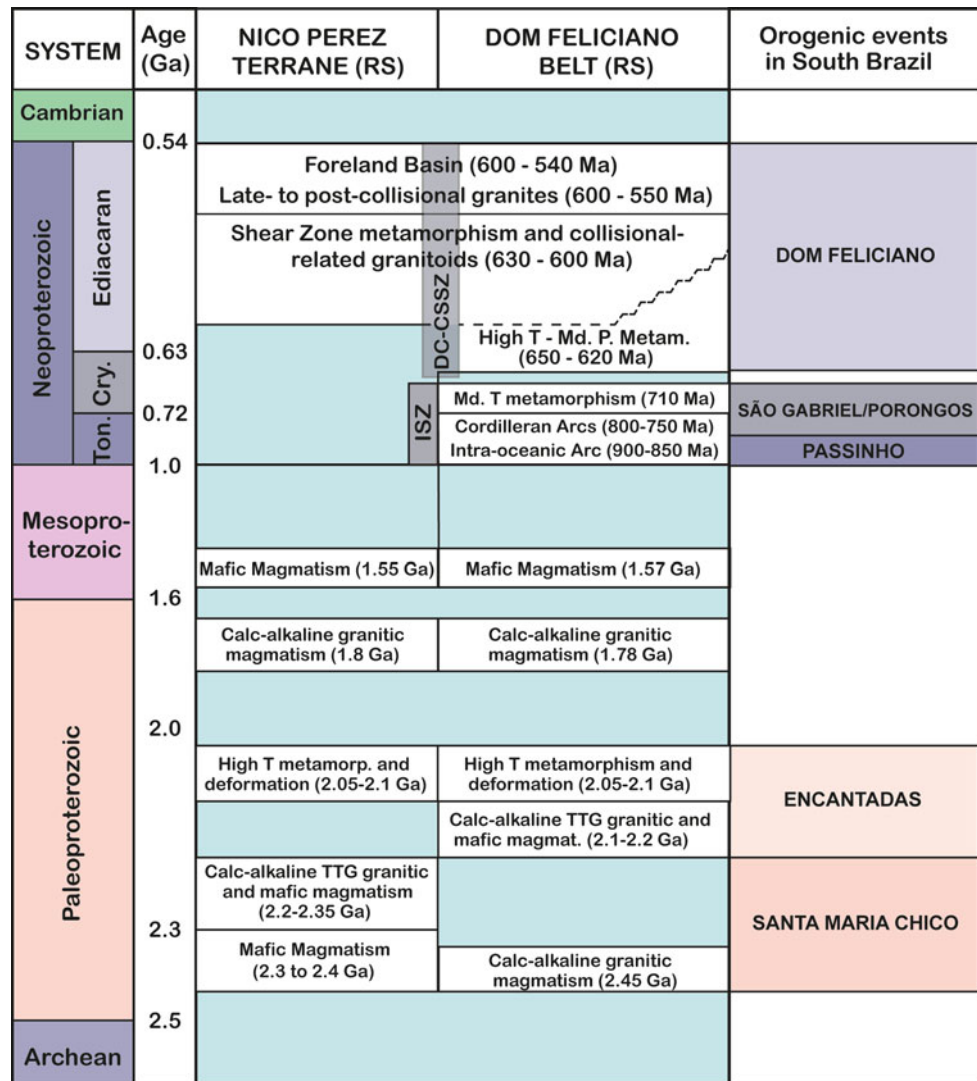 SYSTEM
Age
(Ga)
NICO PEREZ
TERRANE (RS)
DOM FELICIANO
BELT (RS)
Orogenic events
in South Brazil
Cambrian
0.54
Neoproterozoic
Ediacaran
Foreland Basin (600 - 540 Ma)
Late- to post-collisional granites (600 - 550 Ma)
Shear Zone metamorphism and collisional-
related granitoids (630 - 600 Ma)
DC-CSSZ
DOM FELICIANO
High T - Md. P. Metam.
(650 - 620 Ma)
0.63
Cry.
ISZ
Md. T metamorphism (710 Ma)
0.72
SÃO GABRIEL/PORONGOS
Ton.
Cordilleran Arcs (800-750 Ma)
Intra-oceanic Arc (900-850 Ma)
PASSINHO
1.0
Mesopro-
terozoic
Mafic Magmatism (1.55 Ga)
Mafic Magmatism (1.57 Ga)
1.6
Paleoproterozoic
Calc-alkaline granitic
magmatism (1.8 Ga)
Calc-alkaline granitic
magmatism (1.78 Ga)
2.0
High T metamorp. and
deformation (2.05-2.1 Ga)
High T metamorphism and
deformation (2.05-2.1 Ga)
ENCANTADAS
Calc-alkaline TTG granitic and
mafic magmat. (2.1-2.2 Ga)
Calc-alkaline TTG granitic
and mafic magmatism
(2.2-2.35 Ga)
2.3
SANTA MARIA CHICO
Mafic Magmatism
(2.3 to 2.4 Ga)
Calc-alkaline granitic
magmatism (2.45 Ga)
2.5
Archean